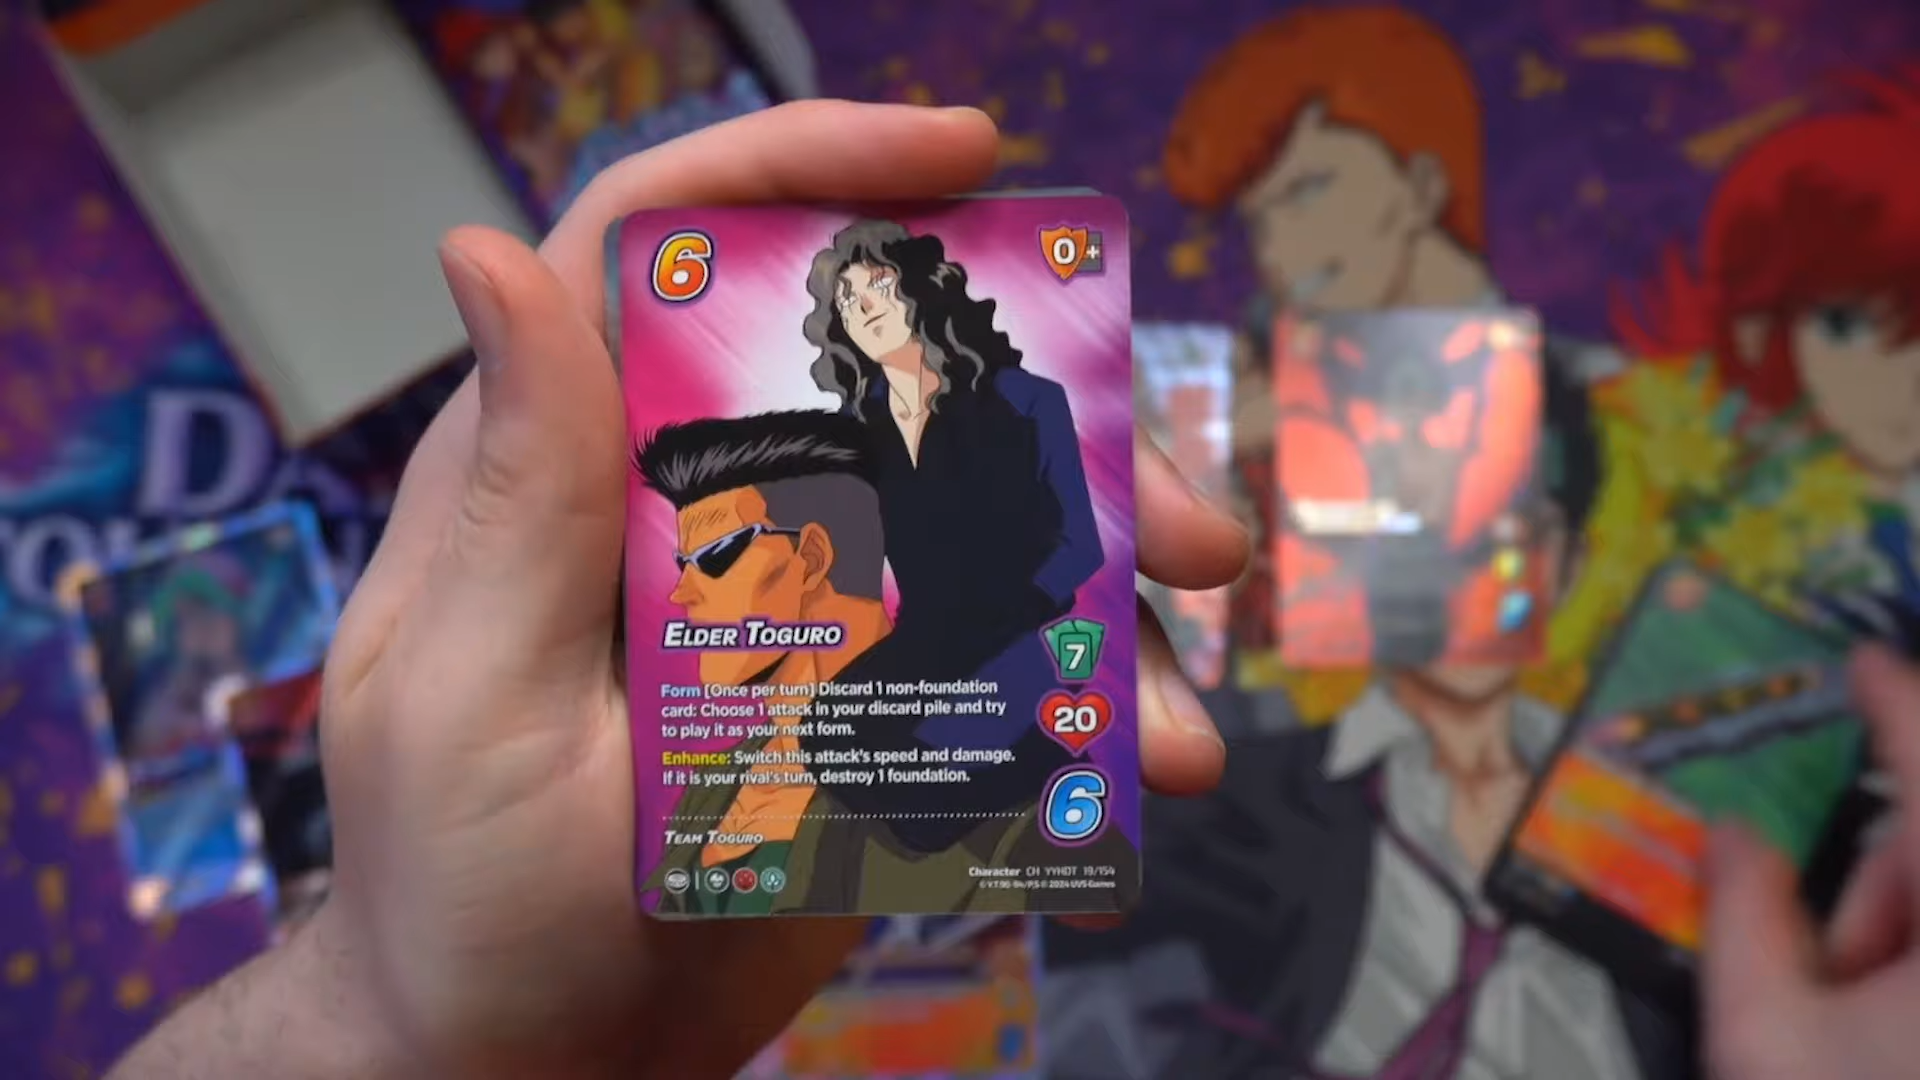 6
0+
ELDER TOGURO
7
Form [Once per turn] Discard 1 non-foundation
card: Choose 1 attack in your discard pile and try
to play it as your next form.
20
Enhance: Switch this attack's speed and damage.
If it is your rival's turn, destroy 1 foundation.
6
TEAM TOGURO
Character CH YYHDT 19/154
© Y.T.90-94/P,S © 2024 UVS Games